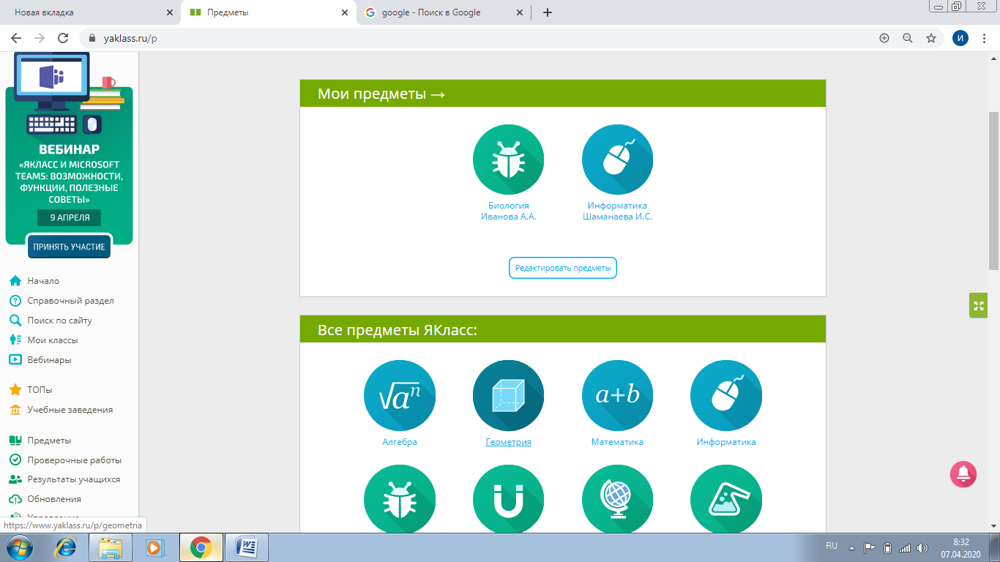 Новая вкладка
Предметы
google - Поиск в Google
yaklass.ru/p
И
ВЕБИНАР
«ЯКЛАСС И MICROSOFT
TEAMS: ВОЗМОЖНОСТИ,
ФУНКЦИИ, ПОЛЕЗНЫЕ
СОВЕТЫ»
9 АПРЕЛЯ
ПРИНЯТЬ УЧАСТИЕ
Начало
Справочный раздел
Поиск по сайту
Мои классы
Вебинары
ТОПы
Учебные заведения
Предметы
Проверочные работы
Результаты учащихся
Обновления
https://www.yaklass.ru/p/geometria
Мои предметы →
Биология
Иванова А.А.
Информатика
Шаманаева И.С.
Редактировать предметы
Все предметы ЯКласс:
√aⁿ
a+b
Алгебра
Геометрия
Математика
Информатика
RU
8:32
07.04.2020